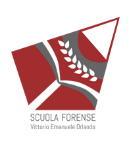 SCUOLA FORENSE
Vittorio Emanuele Orlando